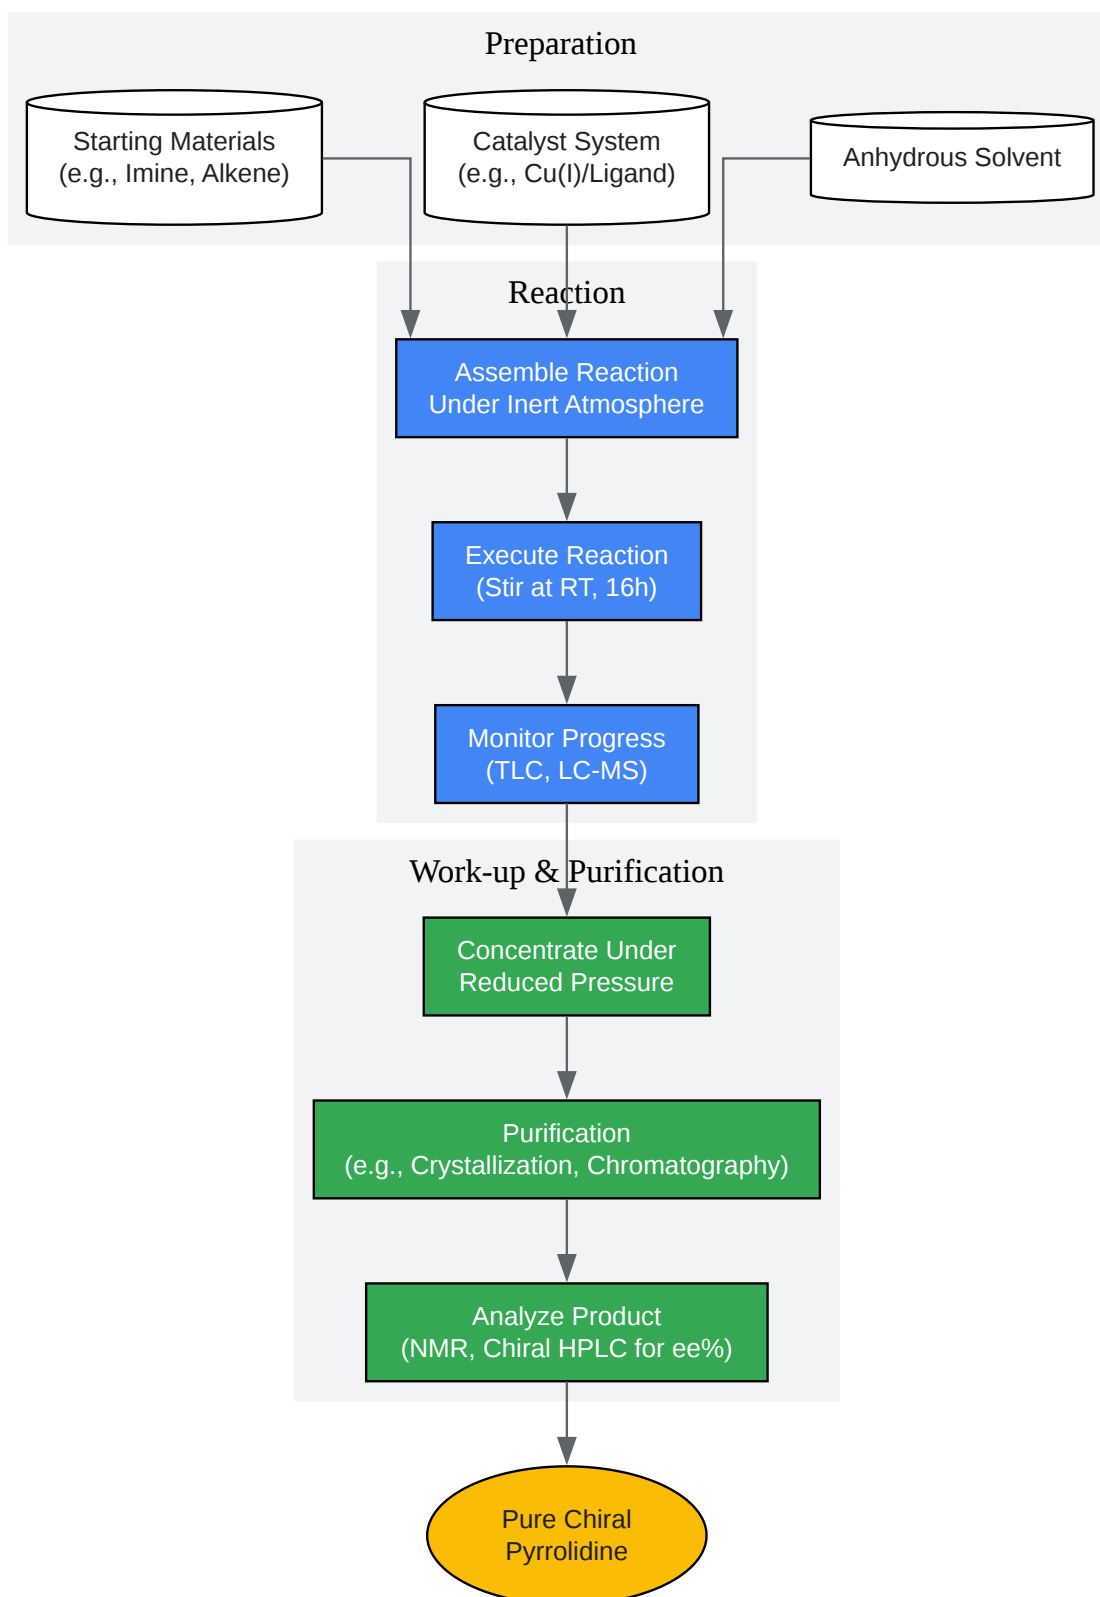 Preparation
Starting Materials
(e.g., Imine, Alkene)
Catalyst System
(e.g., Cu(I)/Ligand)
Anhydrous Solvent
Reaction
Assemble Reaction
Under Inert Atmosphere
Execute Reaction
(Stir at RT, 16h)
Monitor Progress
(TLC, LC-MS)
Work-up & Purification
Concentrate Under
Reduced Pressure
Purification
(e.g., Crystallization, Chromatography)
Analyze Product
(NMR, Chiral HPLC for ee%)
Pure Chiral
Pyrrolidine